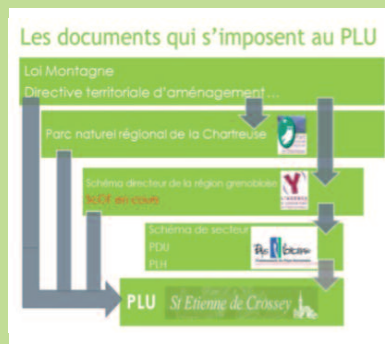 Les documents qui s'imposent au PLU
Loi Montagne
Directive territoriale d'aménagement ...
Parc naturel régional de la Chartreuse
Schéma directeur de la région grenobloise
SCOT en cours
Schéma de secteur
PDU
PLH
PLU St Etienne de Crossey